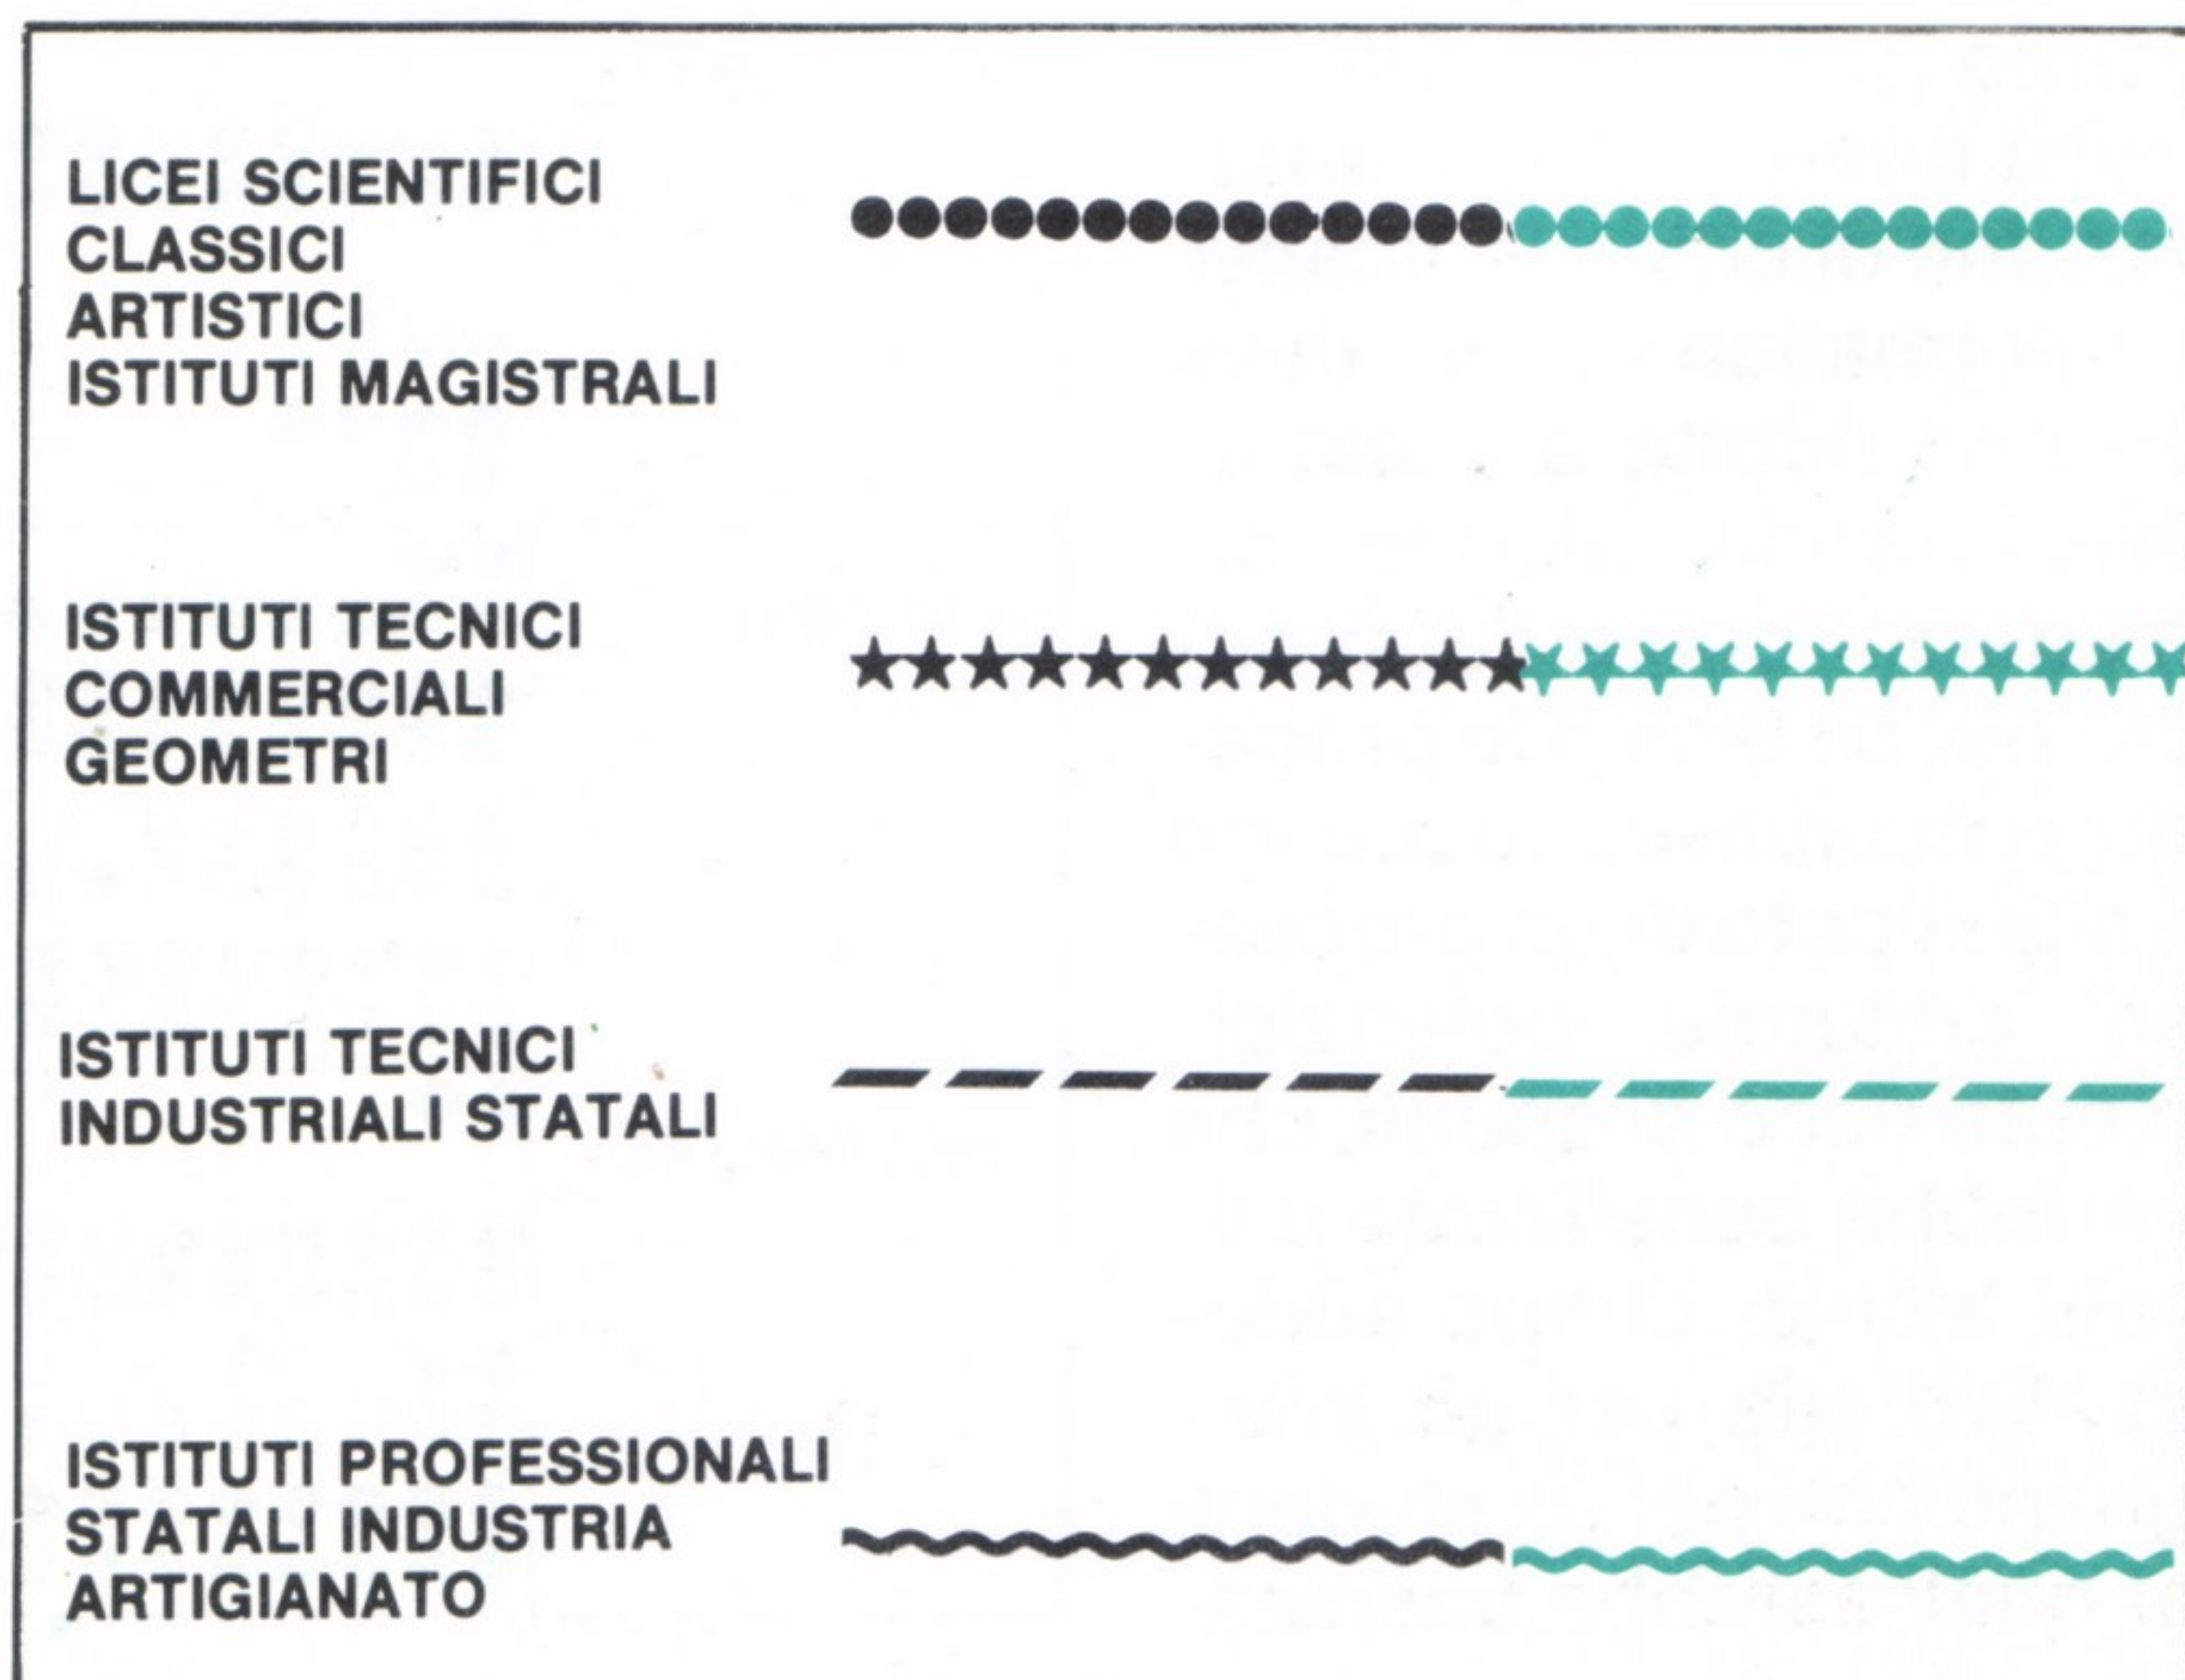 LICEI SCIENTIFICI
CLASSICI
ARTISTICI
ISTITUTI MAGISTRALI
ISTITUTI TECNICI
COMMERCIALI
GEOMETRI
ISTITUTI TECNICI
INDUSTRIALI STATALI
ISTITUTI PROFESSIONALI
STATALI INDUSTRIA
ARTIGIANATO